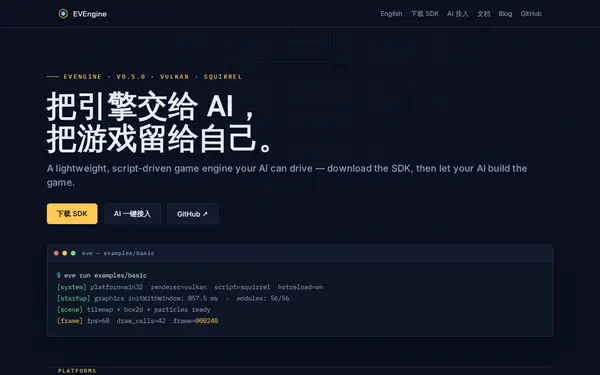 EVEngine
English 下载 SDK AI 接入 文档 Blog GitHub
EVENGINE · V0.5.0 · VULKAN · SQUIRREL
把引擎交给 AI，
把游戏留给自己。
A lightweight, script-driven game engine your AI can drive — download the SDK, then let your AI build the
game.
下载 SDK AI 一键接入 GitHub ↗
eve — examples/basic
$ eve run examples/basic
[system] platform=win32 renderer=vulkan script=squirrel hotreload=on
[startup] graphics initWithWindow: 857.5 ms · modules: 56/56
[scene] tilemap + box2d + particles ready
[frame] fps=60 draw_calls=42 frame=000240
PLATFORMS